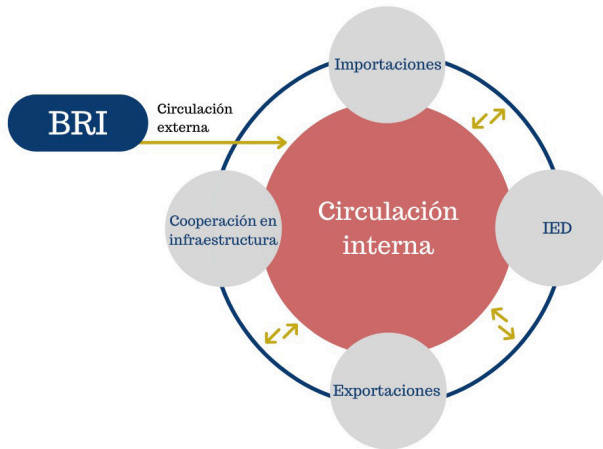 Importaciones
BRI
Circulación
externa
Cooperación en
infraestructura
Circulación
interna
IED
Exportaciones